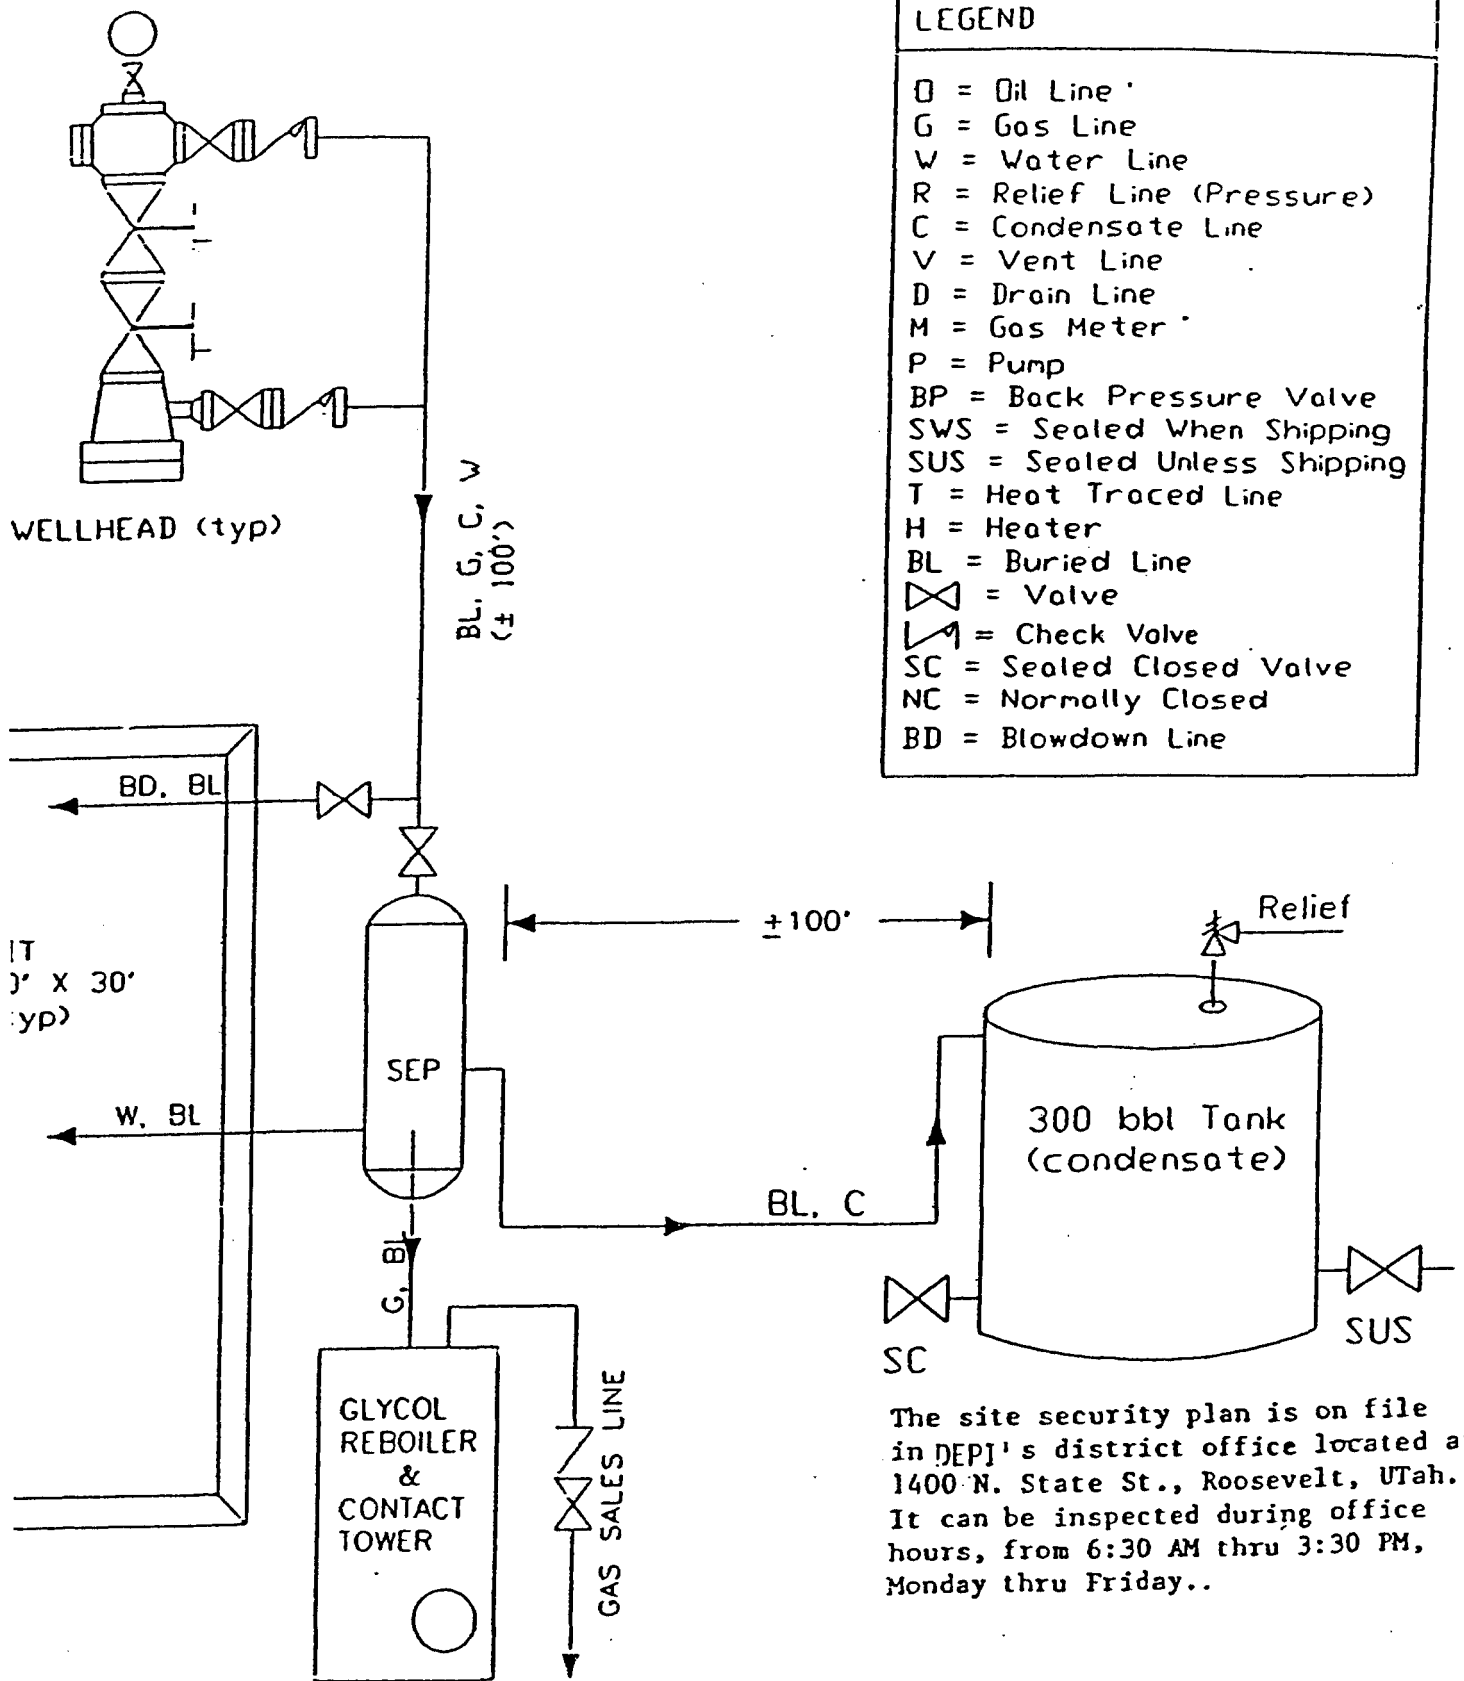 LEGEND
O = Oil Line
G = Gas Line
W = Water Line
R = Relief Line (Pressure)
C = Condensate Line
V = Vent Line
D = Drain Line
M = Gas Meter
P = Pump
BP = Back Pressure Valve
SWS = Sealed When Shipping
SUS = Sealed Unless Shipping
T = Heat Traced Line
H = Heater
BL = Buried Line
= Valve
= Check Valve
SC = Sealed Closed Valve
NC = Normally Closed
BD = Blowdown Line
WELLHEAD (typ)
BL, G, C, W
(± 100')
BD, BL
±100'
Relief
X 30'
SEP
W, BL
300 bbl Tank
(condensate)
BL, C
G, BL
SC
SUS
GLYCOL
REBOILER
&
CONTACT
TOWER
GAS SALES LINE
The site security plan is on file
in DEPI's district office located a
1400 N. State St., Roosevelt, UTah.
It can be inspected during office
hours, from 6:30 AM thru 3:30 PM,
Monday thru Friday..